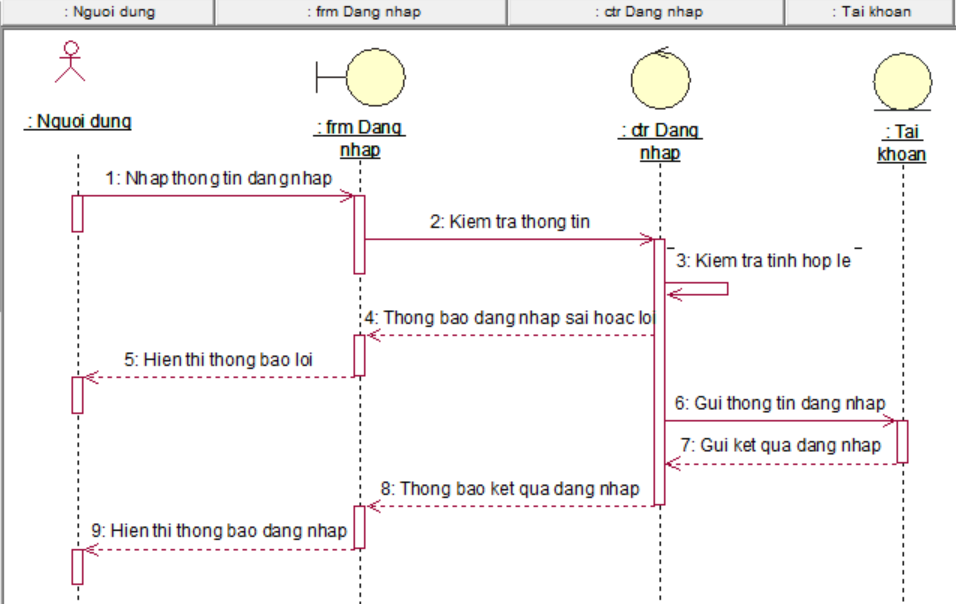 : Nguoi dung
: frm Dang nhap
: ctr Dang nhap
: Tai khoan
: Nguoi dung
: frm Dang
nhap
: ctr Dang
nhap
: Tai
khoan
1: Nhap thong tin dang nhap
2: Kiem tra thong tin
3: Kiem tra tinh hop le
4: Thong bao dang nhap sai hoac loi
5: Hien thi thong bao loi
6: Gui thong tin dang nhap
7: Gui ket qua dang nhap
8: Thong bao ket qua dang nhap
9: Hien thi thong bao dang nhap